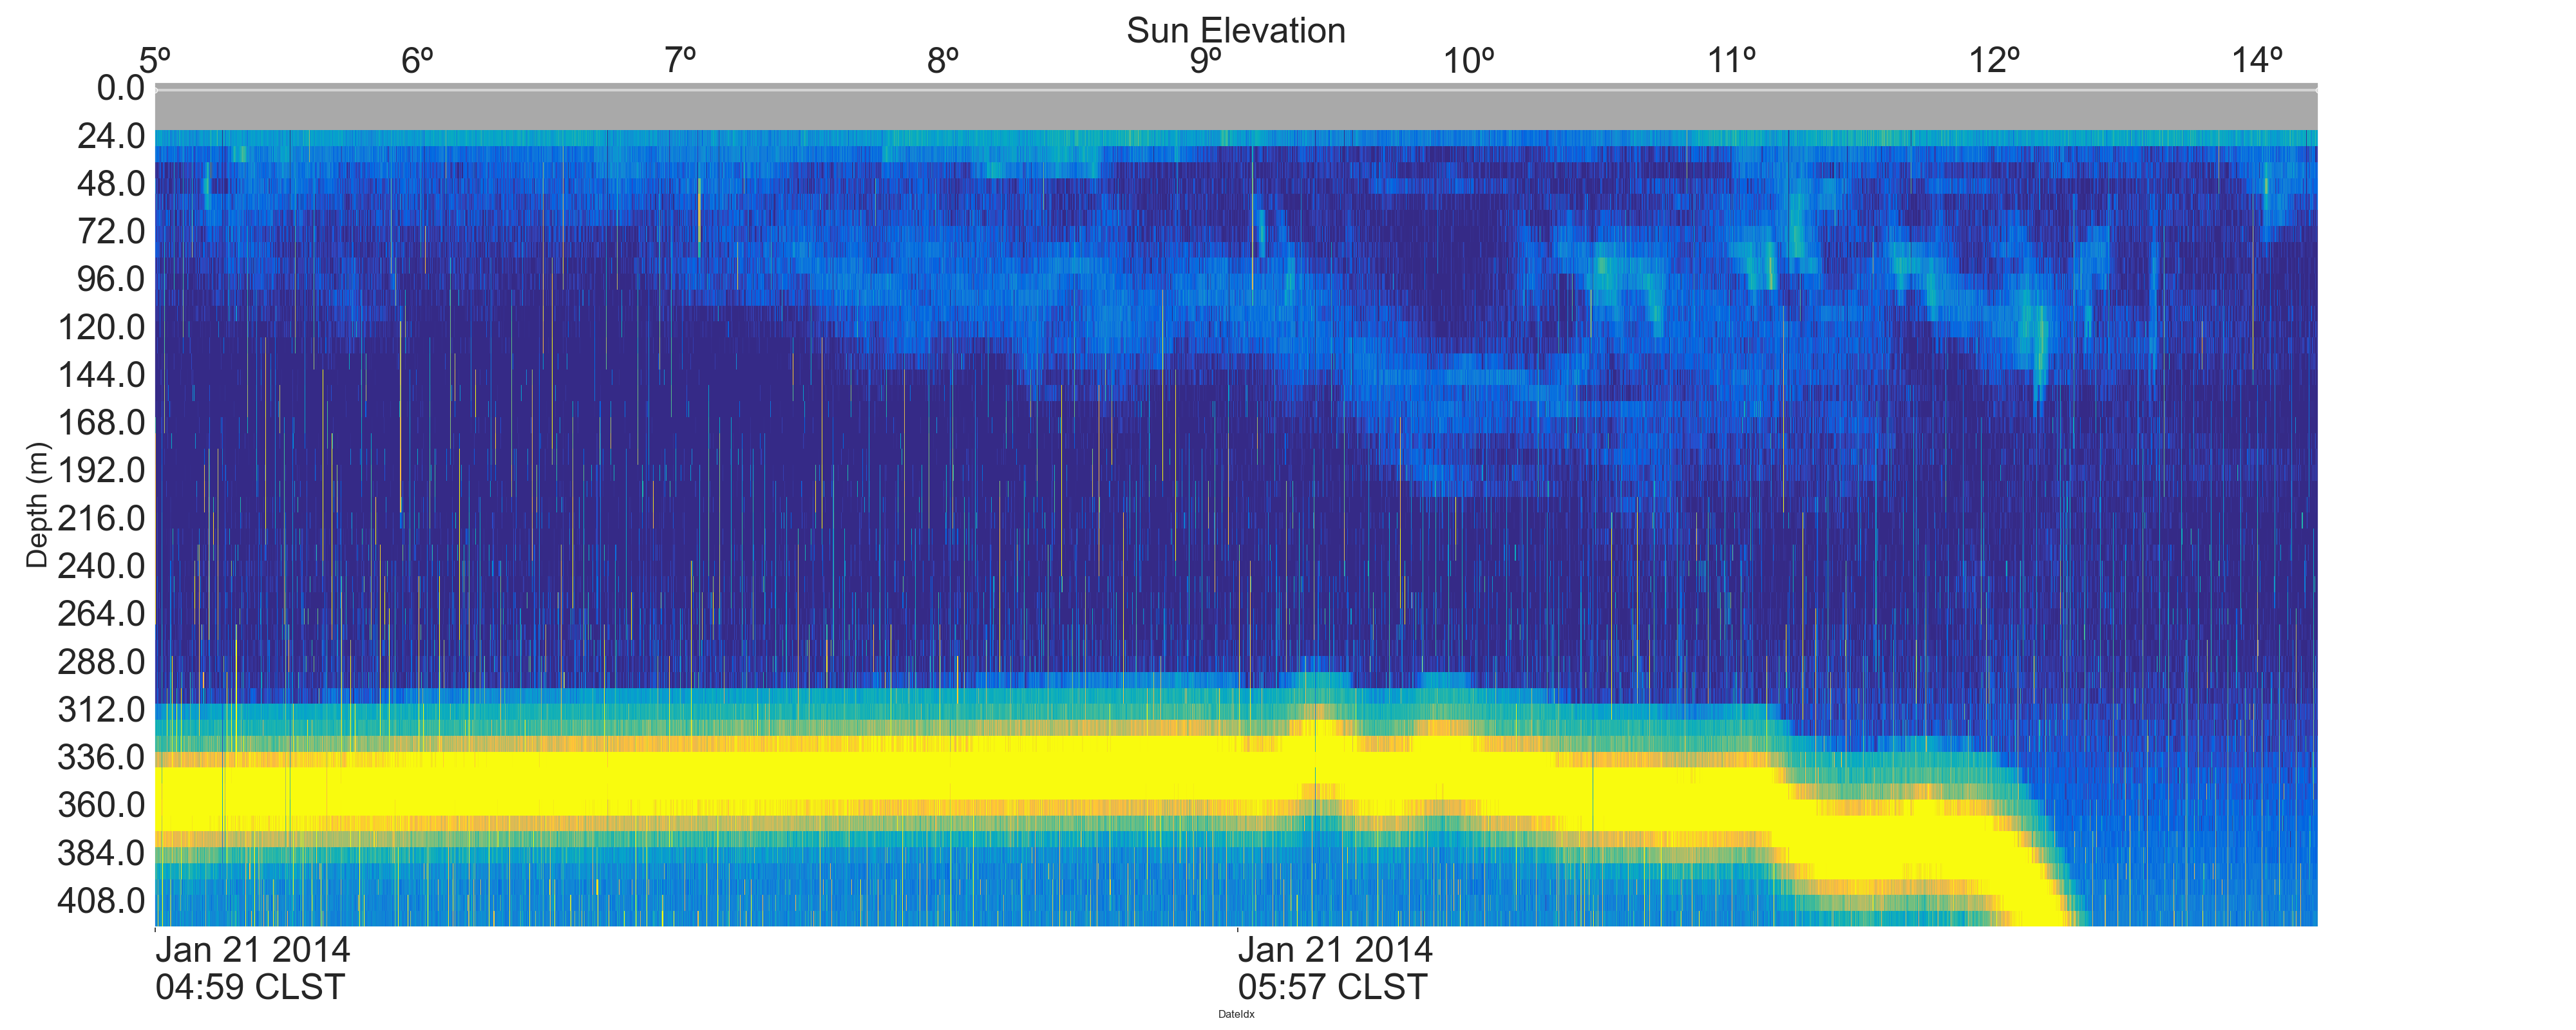 Sun Elevation
5º 6º 7º 8º 9º 10º 11º 12º 14º
0.0
24.0
48.0
72.0
96.0
120.0
144.0
168.0
192.0
216.0
240.0
264.0
288.0
312.0
336.0
360.0
384.0
408.0
Depth (m)
Jan 21 2014
04:59 CLST
Jan 21 2014
05:57 CLST
DateIdx